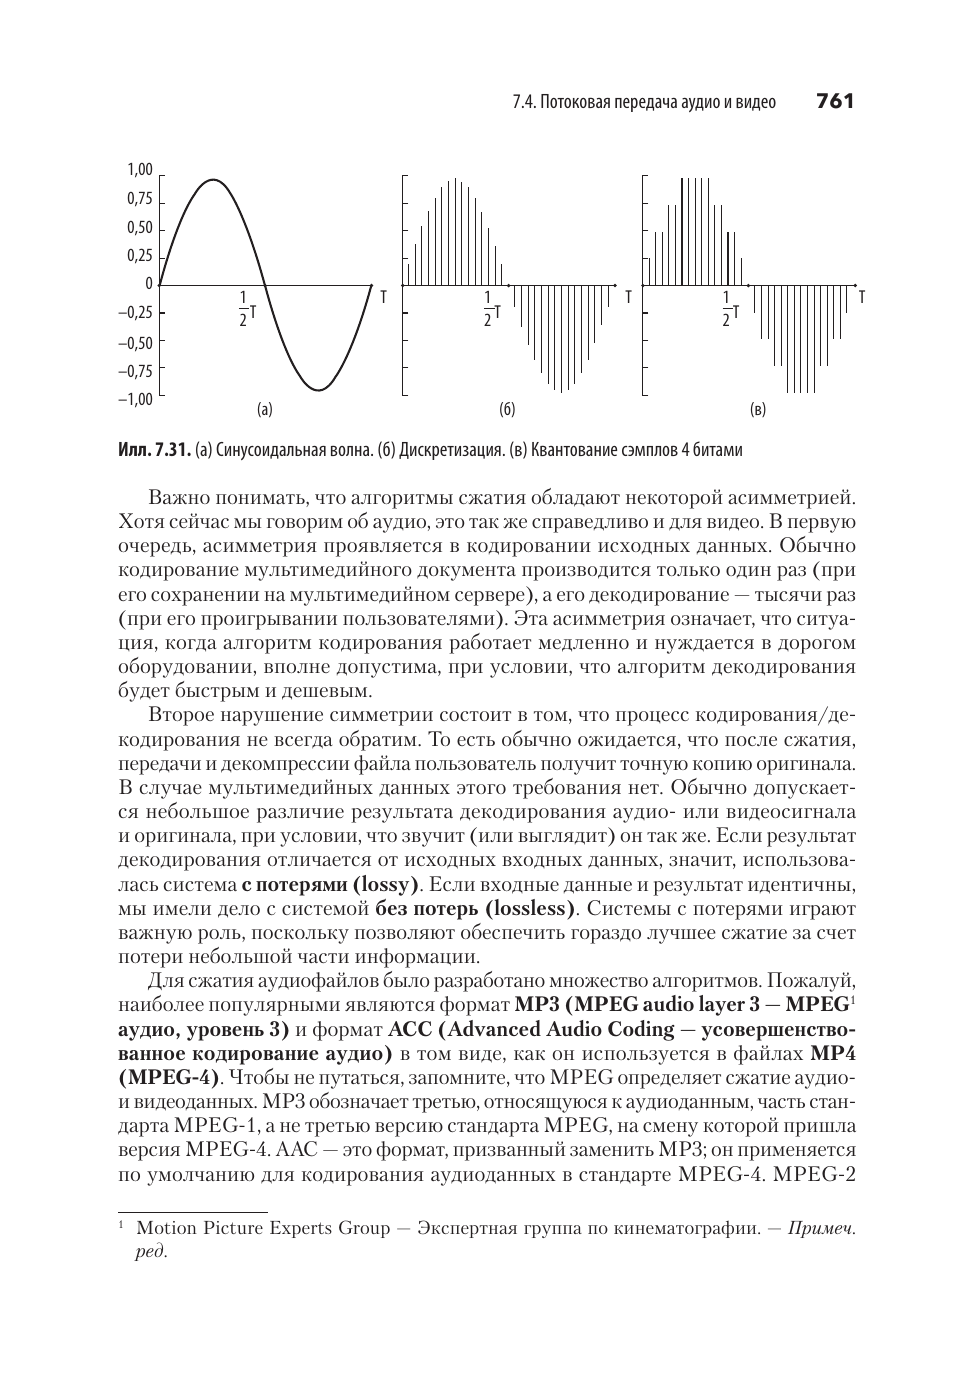 7.4. Потоковая передача аудио и видео 761
1,00
0,75
0,50
0,25
0
–0,25
–0,50
–0,75
–1,00
1
2
T
T
1
2
T
T
1
2
T
T
(а)
(б)
(в)
Илл. 7.31. (а) Синусоидальная волна. (б) Дискретизация. (в) Квантование сэмплов 4 битами
Важно понимать, что алгоритмы сжатия обладают некоторой асимметрией.
Хотя сейчас мы говорим об аудио, это так же справедливо и для видео. В первую
очередь, асимметрия проявляется в кодировании исходных данных. Обычно
кодирование мультимедийного документа производится только один раз (при
его сохранении на мультимедийном сервере), а его декодирование — тысячи раз
(при его проигрывании пользователями). Эта асимметрия означает, что ситуа-
ция, когда алгоритм кодирования работает медленно и нуждается в дорогом
оборудовании, вполне допустима, при условии, что алгоритм декодирования
будет быстрым и дешевым.
Второе нарушение симметрии состоит в том, что процесс кодирования/де-
кодирования не всегда обратим. То есть обычно ожидается, что после сжатия,
передачи и декомпрессии файла пользователь получит точную копию оригинала.
В случае мультимедийных данных этого требования нет. Обычно допускает-
ся небольшое различие результата декодирования аудио- или видеосигнала
и оригинала, при условии, что звучит (или выглядит) он так же. Если результат
декодирования отличается от исходных входных данных, значит, использова-
лась система с потерями (lossy). Если входные данные и результат идентичны,
мы имели дело с системой без потерь (lossless). Системы с потерями играют
важную роль, поскольку позволяют обеспечить гораздо лучшее сжатие за счет
потери небольшой части информации.
Для сжатия аудиофайлов было разработано множество алгоритмов. Пожалуй,
наиболее популярными являются формат MP3 (MPEG audio layer 3 — MPEG¹
аудио, уровень 3) и формат ACC (Advanced Audio Coding — усовершенство-
ванное кодирование аудио) в том виде, как он используется в файлах MP4
(MPEG-4). Чтобы не путаться, запомните, что MPEG определяет сжатие аудио-
и видеоданных. MP3 обозначает третью, относящуюся к аудиоданным, часть стан-
дарта MPEG-1, а не третью версию стандарта MPEG, на смену которой пришла
версия MPEG-4. AAC — это формат, призванный заменить MP3; он применяется
по умолчанию для кодирования аудиоданных в стандарте MPEG-4. MPEG-2
¹ Motion Picture Experts Group — Экспертная группа по кинематографии. — Примеч.
ред.